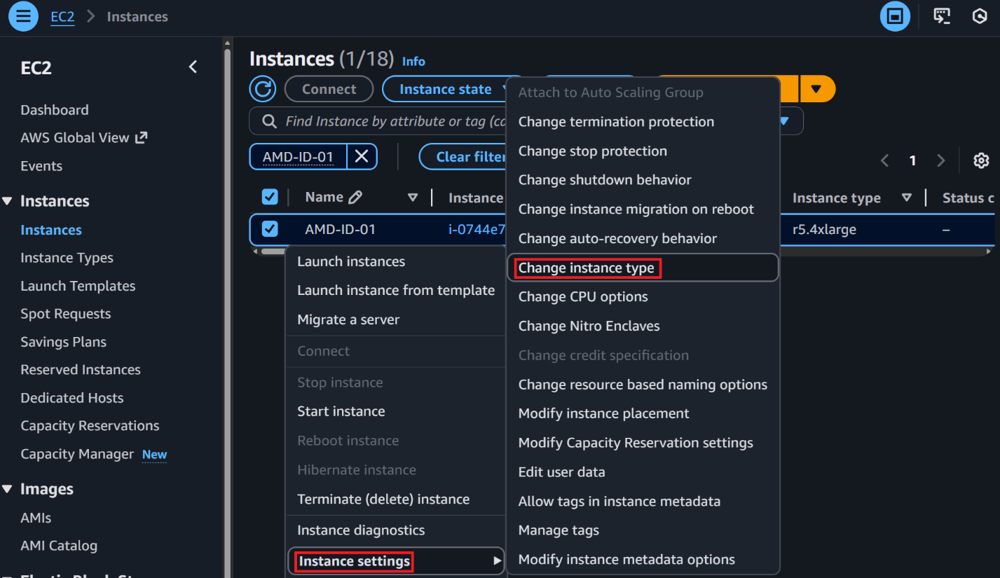 EC2 > Instances
EC2
Dashboard
AWS Global View
Events
Instances
Instances
Instance Types
Launch Templates
Spot Requests
Savings Plans
Reserved Instances
Dedicated Hosts
Capacity Reservations
Capacity Manager New
Images
AMIs
AMI Catalog
Instances (1/18) Info
Connect
Instance state
Find Instance by attribute or tag (ca
AMD-ID-01
Clear filter
1
Name Instance Instance type Status c
AMD-ID-01 i-0744e7 r5.4xlarge –
Launch instances
Launch instance from template
Migrate a server
Connect
Stop instance
Start instance
Reboot instance
Hibernate instance
Terminate (delete) instance
Instance diagnostics
Instance settings
Attach to Auto Scaling Group
Change termination protection
Change stop protection
Change shutdown behavior
Change instance migration on reboot
Change auto-recovery behavior
Change instance type
Change CPU options
Change Nitro Enclaves
Change credit specification
Change resource based naming options
Modify instance placement
Modify Capacity Reservation settings
Edit user data
Allow tags in instance metadata
Manage tags
Modify instance metadata options